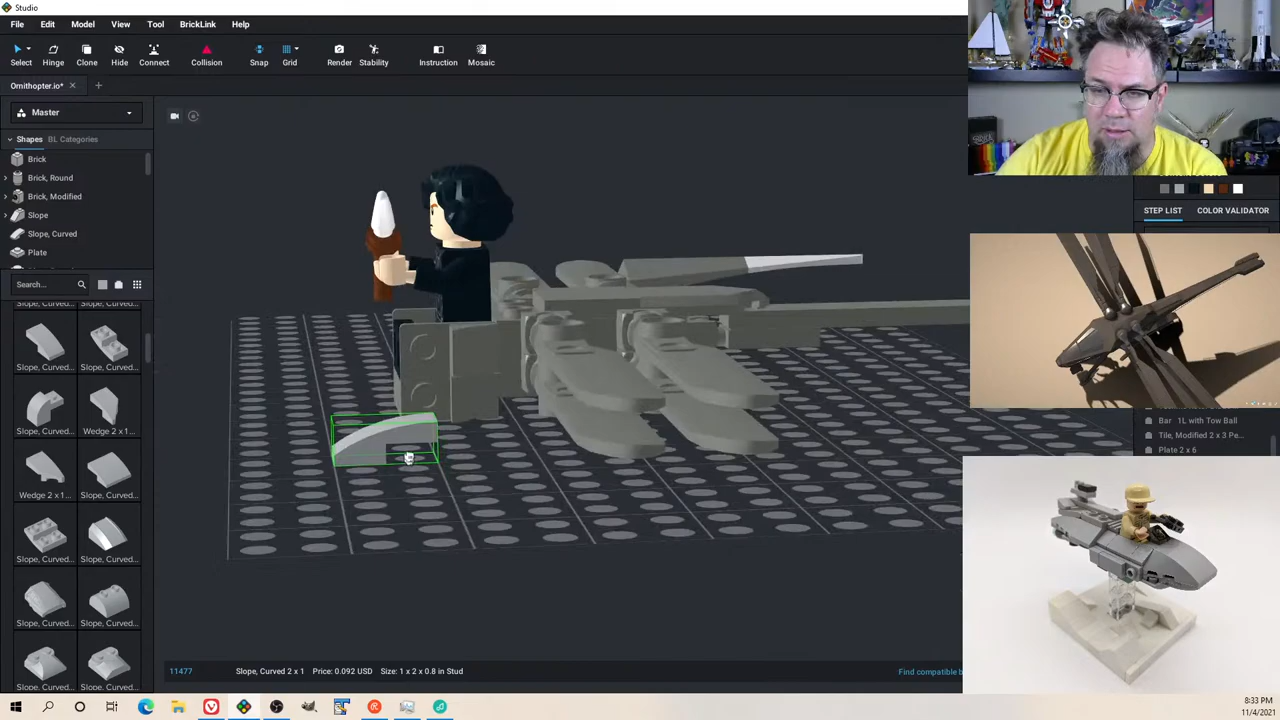 Studio
File Edit Model View Tool BrickLink Help
Select Hinge Clone Hide Connect Collision Snap Grid Render Stability Instruction Mosaic
Ornithopter.io* × +
Master
Shapes BL Categories
Brick
Brick, Round
Brick, Modified
Slope
Slope, Curved
Plate
Search...
Slope, Curved... Slope, Curved...
Slope, Curved... Slope, Curved...
Slope, Curved... Wedge 2 x 1...
Wedge 2 x 1... Slope, Curved...
Slope, Curved... Slope, Curved...
Slope, Curved... Slope, Curved...
Slope, Curved... Slope, Curved...
STEP LIST COLOR VALIDATOR
Bar 1L with Tow Ball
Tile, Modified 2 x 3 Pe...
Plate 2 x 6
11477 Slope, Curved 2 x 1 Price: 0.092 USD Size: 1 x 2 x 0.8 in Stud Find compatible b
8:33 PM
11/4/2021